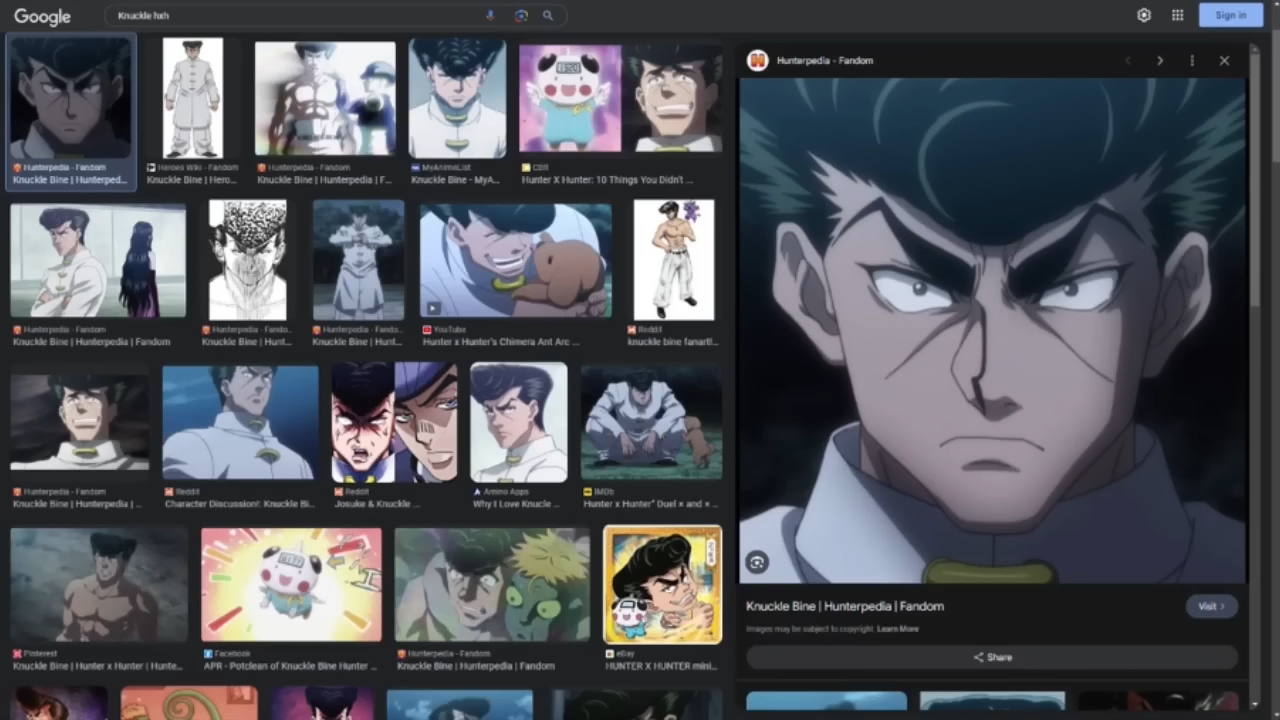 Google
Knuckle hxh
Sign in
Hunterpedia - Fandom
Knuckle Bine | Hunterped...
Heroes Wiki - Fandom
Knuckle Bine | Hero...
Hunterpedia - Fandom
Knuckle Bine | Hunterpedia | F...
MyAnimeList
Knuckle Bine - MyA...
CBR
Hunter X Hunter: 10 Things You Didn't ...
Hunterpedia - Fandom
Knuckle Bine | Hunterpedia | Fandom
Hunterpedia - Fando...
Knuckle Bine | Hunt...
Hunterpedia - Fando...
Knuckle Bine | Hunt...
YouTube
Hunter x Hunter's Chimera Ant Arc ...
Reddit
knuckle bine fanart!...
Hunterpedia - Fandom
Knuckle Bine | Hunterpedia | ...
Reddit
Character Discussion!: Knuckle Bi...
Reddit
Josuke & Knuckle ...
Amino Apps
Why I Love Knucle ...
IMDb
Hunter x Hunter" Duel × and × ...
Pinterest
Knuckle Bine | Hunter x Hunter | Hunte...
Facebook
APR - Potclean of Knuckle Bine Hunter ...
Hunterpedia - Fandom
Knuckle Bine | Hunterpedia | Fandom
eBay
HUNTER X HUNTER mini...
Hunterpedia - Fandom
Knuckle Bine | Hunterpedia | Fandom
Visit
Images may be subject to copyright. Learn More
Share